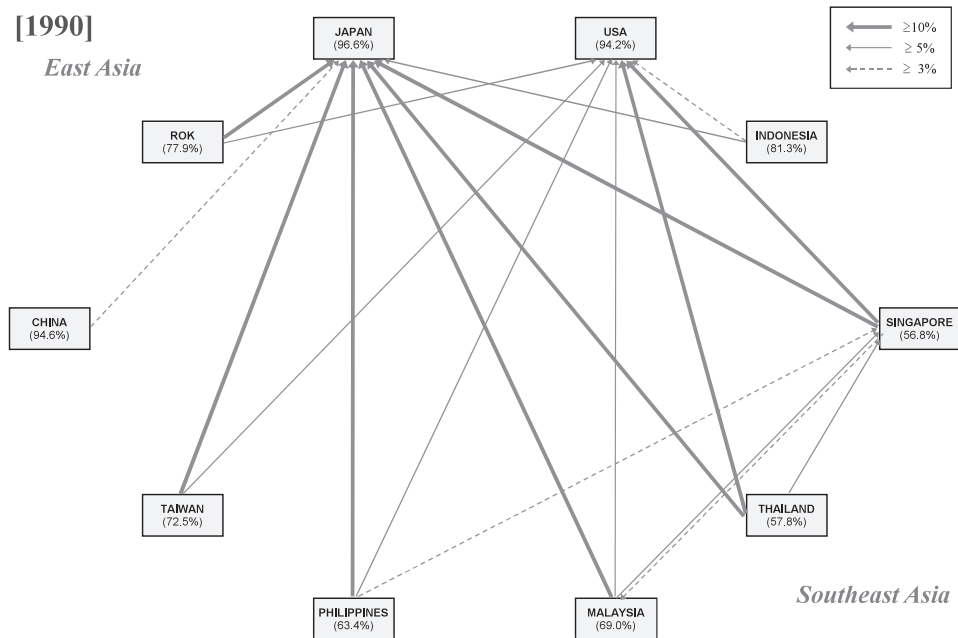 [1990]
East Asia
JAPAN
(96.6%)
USA
(94.2%)
≥10%
≥ 5%
≥ 3%
ROK
(77.9%)
INDONESIA
(81.3%)
CHINA
(94.6%)
SINGAPORE
(56.8%)
TAIWAN
(72.5%)
THAILAND
(57.8%)
PHILIPPINES
(63.4%)
MALAYSIA
(69.0%)
Southeast Asia